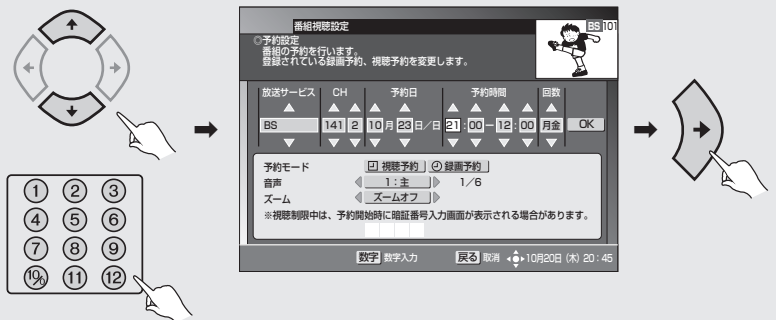 番組視聴設定
BS 101
◎予約設定
番組の予約を行います。
登録されている録画予約、視聴予約を変更します。
放送サービス CH 予約日 予約時間 回数
BS 141 2 10 月 23 日／日 21 : 00 ー 12 : 00 月金 OK
予約モード 視聴予約 録画予約
音声 1：主 1／6
ズーム ズームオフ
※視聴制限中は、予約開始時に暗証番号入力画面が表示される場合があります。
数字 数字入力 戻る 取消 10月20日（木）20：45
1 2 3
4 5 6
7 8 9
10/0 11 12